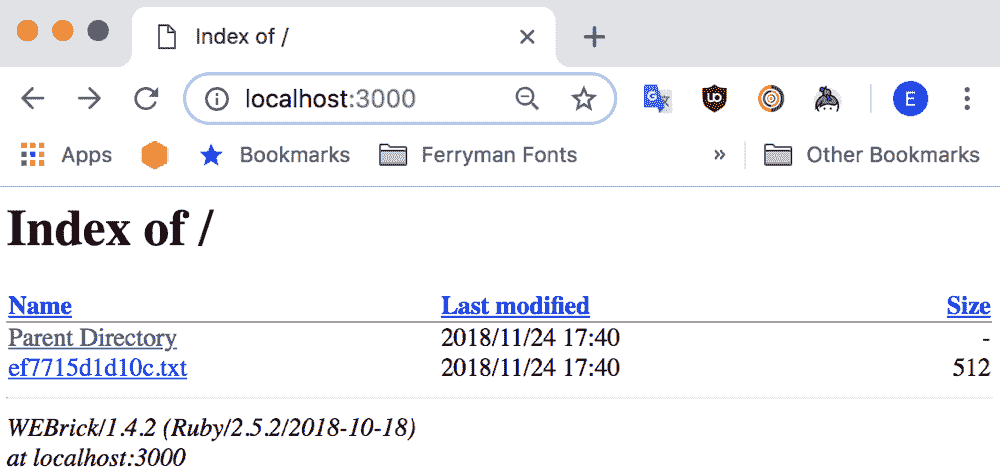 Index of /
localhost:3000
E
Apps Bookmarks Ferryman Fonts » Other Bookmarks
Index of /
Name Last modified Size
Parent Directory 2018/11/24 17:40 -
ef7715d1d10c.txt 2018/11/24 17:40 512
WEBrick/1.4.2 (Ruby/2.5.2/2018-10-18)
at localhost:3000